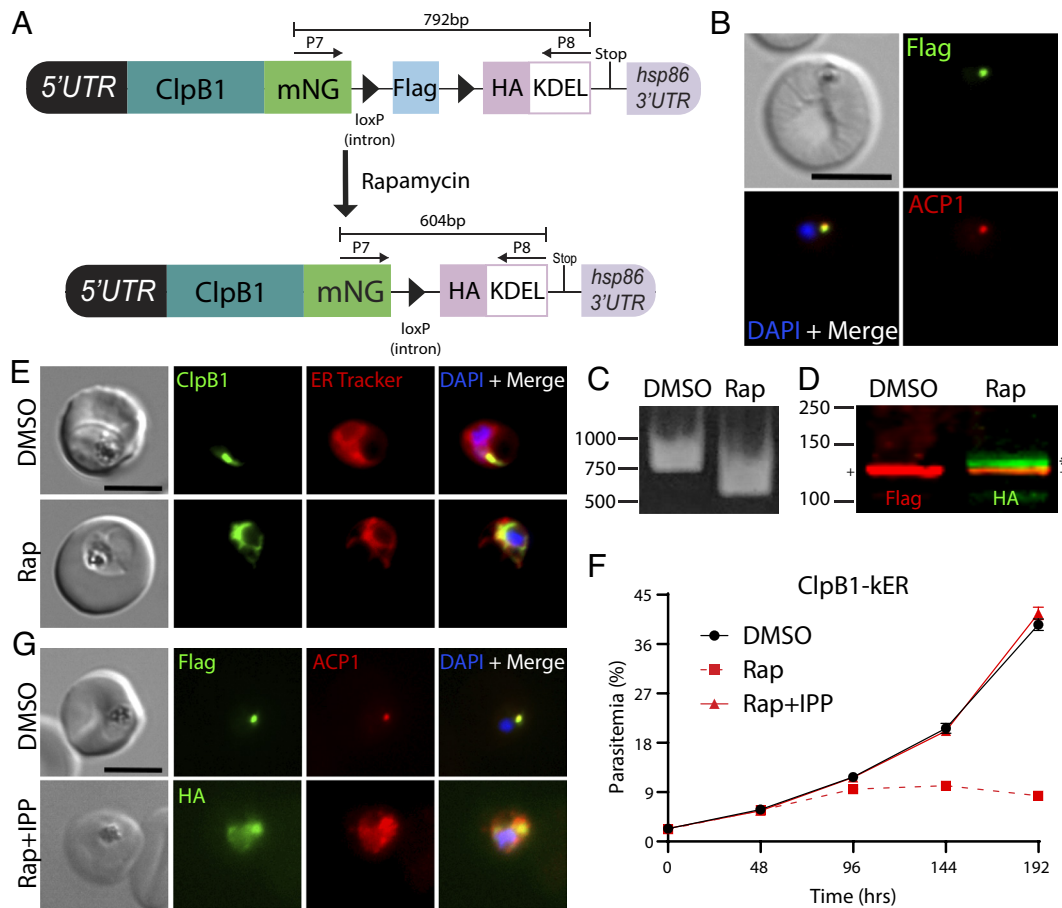 A
792bp
P7
P8
Stop
5'UTR
ClpB1
mNG
Flag
HA
KDEL
hsp86
3'UTR
loxP
(intron)
Rapamycin
604bp
P7
P8
Stop
5'UTR
ClpB1
mNG
HA
KDEL
hsp86
3'UTR
loxP
(intron)
B
Flag
ACP1
DAPI + Merge
E
DMSO
ClpB1
ER Tracker
DAPI + Merge
Rap
C
DMSO
Rap
1000
750
500
D
DMSO
Rap
250
150
100
+
Flag
HA
*
G
DMSO
Flag
ACP1
DAPI + Merge
Rap+IPP
HA
F
ClpB1-kER
DMSO
Rap
Rap+IPP
Parasitemia (%)
45
36
27
18
9
0
0
48
96
144
192
Time (hrs)